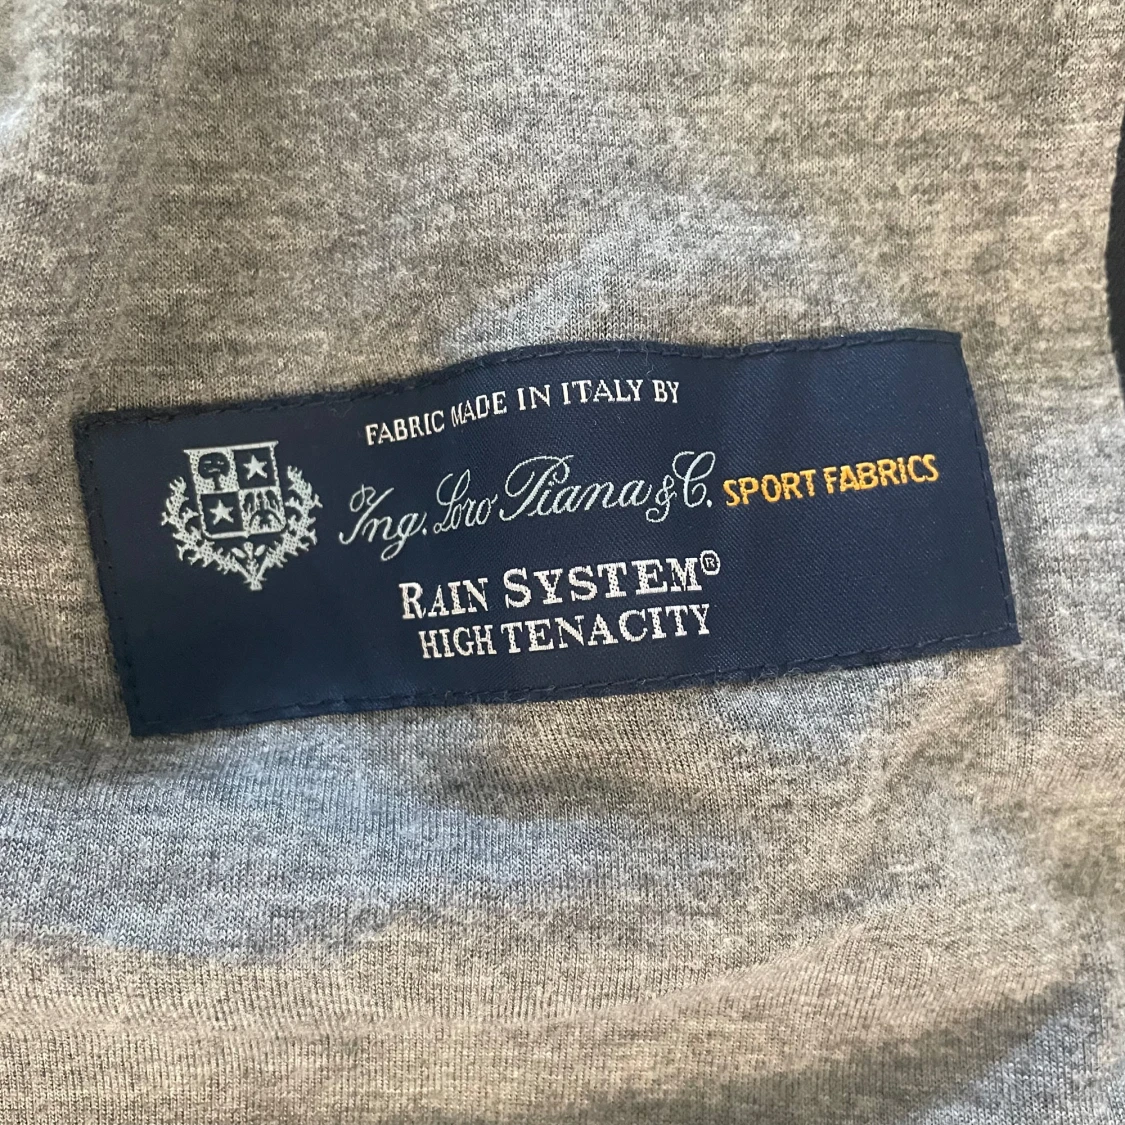 FABRIC MADE IN ITALY BY
Ing. Loro Piana & C. SPORT FABRICS
RAIN SYSTEM®
HIGH TENACITY